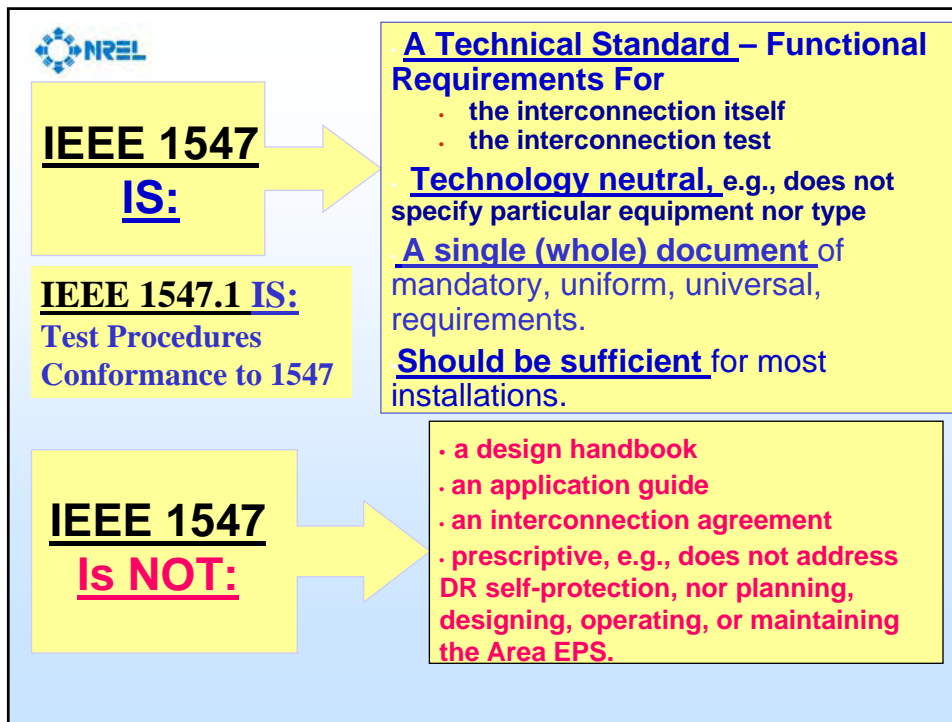 NREL
IEEE 1547
IS:
A Technical Standard – Functional
Requirements For
• the interconnection itself
• the interconnection test
Technology neutral, e.g., does not
specify particular equipment nor type
A single (whole) document of
mandatory, uniform, universal,
requirements.
Should be sufficient for most
installations.
IEEE 1547.1 IS:
Test Procedures
Conformance to 1547
IEEE 1547
Is NOT:
• a design handbook
• an application guide
• an interconnection agreement
• prescriptive, e.g., does not address
DR self-protection, nor planning,
designing, operating, or maintaining
the Area EPS.